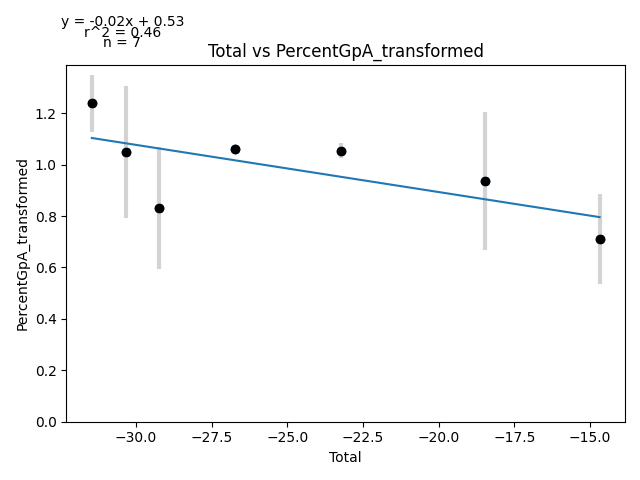 y = -0.02x + 0.53
r^2 = 0.46
n = 7
Total vs PercentGpA_transformed
PercentGpA_transformed
1.2
1.0
0.8
0.6
0.4
0.2
0.0
−30.0 −27.5 −25.0 −22.5 −20.0 −17.5 −15.0
Total